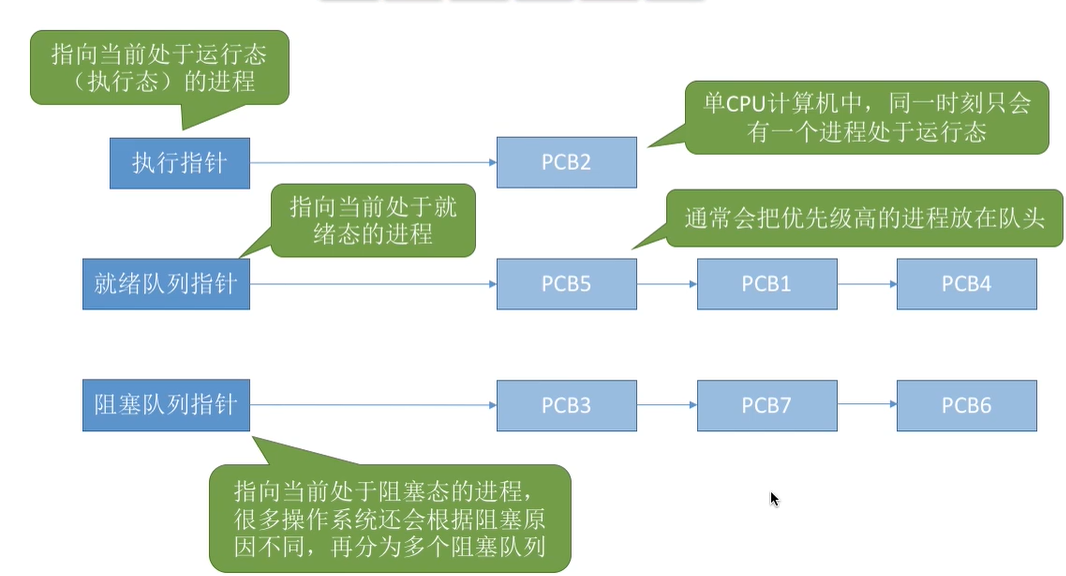 指向当前处于运行态
（执行态）的进程
单CPU计算机中，同一时刻只会
有一个进程处于运行态
执行指针
PCB2
指向当前处于就
绪态的进程
通常会把优先级高的进程放在队头
就绪队列指针
PCB5
PCB1
PCB4
阻塞队列指针
PCB3
PCB7
PCB6
指向当前处于阻塞态的进程，
很多操作系统还会根据阻塞原
因不同，再分为多个阻塞队列